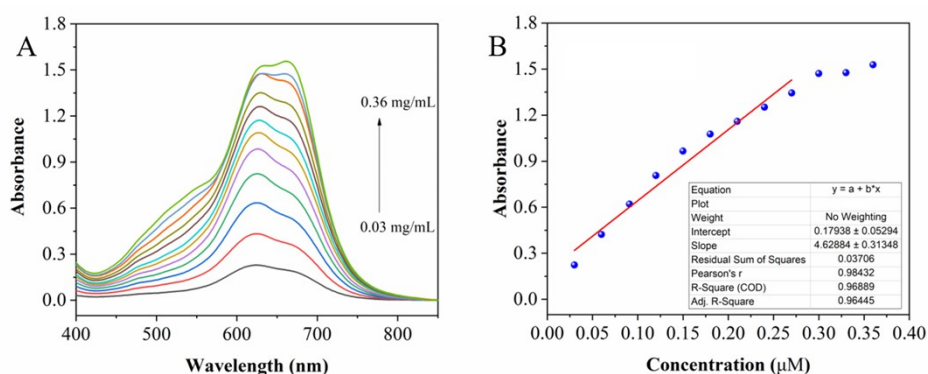 A
Absorbance
1.8
1.5
1.2
0.9
0.6
0.3
0.0
0.36 mg/mL
0.03 mg/mL
400 500 600 700 800
Wavelength (nm)
B
Absorbance
1.8
1.5
1.2
0.9
0.6
0.3
0.0
Equation y = a + b*x
Plot
Weight No Weighting
Intercept 0.17938 ± 0.05294
Slope 4.62884 ± 0.31348
Residual Sum of Squares 0.03706
Pearson's r 0.98432
R-Square (COD) 0.96889
Adj. R-Square 0.96445
0.00 0.05 0.10 0.15 0.20 0.25 0.30 0.35 0.40
Concentration (μM)